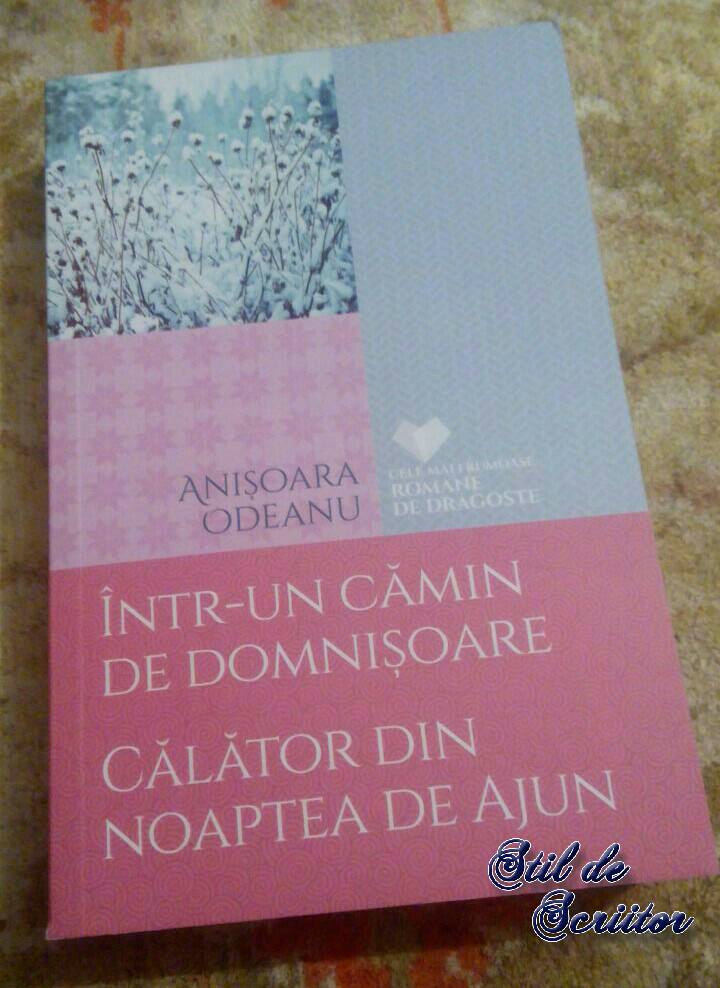 ANIȘOARA
ODEANU
CELE MAI FRUMOASE
ROMANE
DE DRAGOSTE
ÎNTR-UN CĂMIN
DE DOMNIȘOARE
CĂLĂTOR DIN
NOAPTEA DE AJUN
Stil de
Scriitor